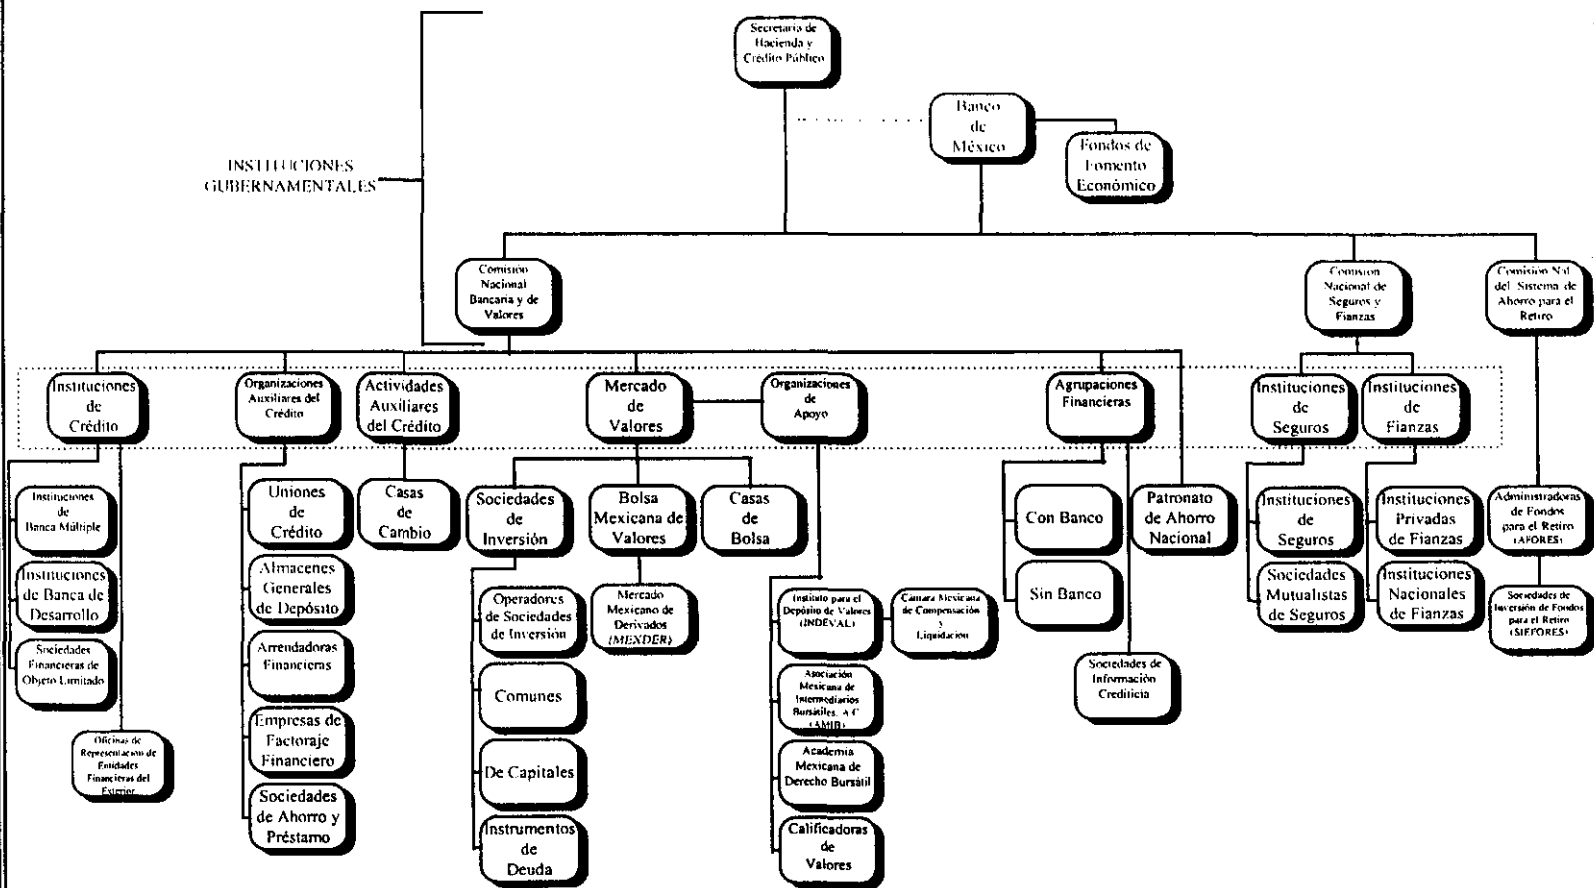 Secretaría de
Hacienda y
Crédito Público
Banco
de
México
Fondos de
Fomento
Económico
INSTITUCIONES
GUBERNAMENTALES
Comisión
Nacional
Bancaria y de
Valores
Comisión
Nacional de
Seguros y
Fianzas
Comisión Nal.
del Sistema de
Ahorro para el
Retiro
Instituciones
de
Crédito
Organizaciones
Auxiliares del
Crédito
Actividades
Auxiliares
del Crédito
Mercado
de
Valores
Organizaciones
de
Apoyo
Agrupaciones
Financieras
Instituciones
de
Seguros
Instituciones
de
Fianzas
Instituciones
de
Banca Múltiple
Instituciones
de Banca de
Desarrollo
Sociedades
Financieras de
Objeto Limitado
Oficinas de
Representación de
Entidades
Financieras del
Exterior
Uniones
de
Crédito
Almacenes
Generales
de Depósito
Arrendadoras
Financieras
Empresas de
Factoraje
Financiero
Sociedades
de Ahorro y
Préstamo
Casas
de
Cambio
Sociedades
de
Inversión
Operadores
de Sociedades
de Inversión
Comunes
De Capitales
Instrumentos
de
Deuda
Bolsa
Mexicana de
Valores
Mercado
Mexicano de
Derivados
(MEXDER)
Casas
de
Bolsa
Instituto para el
Depósito de Valores
(INDEVAL)
Cámara Mexicana
de Compensación
y
Liquidación
Asociación
Mexicana de
Intermediarios
Bursátiles, A.C
(AMIB)
Academia
Mexicana de
Derecho Bursátil
Calificadoras
de
Valores
Con Banco
Sin Banco
Sociedades de
Información
Crediticia
Patronato
de Ahorro
Nacional
Instituciones
de
Seguros
Sociedades
Mutualistas
de Seguros
Instituciones
Privadas
de Fianzas
Instituciones
Nacionales
de Fianzas
Administradoras
de Fondos
para el Retiro
(AFORES)
Sociedades de
Inversión de Fondos
para el Retiro
(SIEFORES)